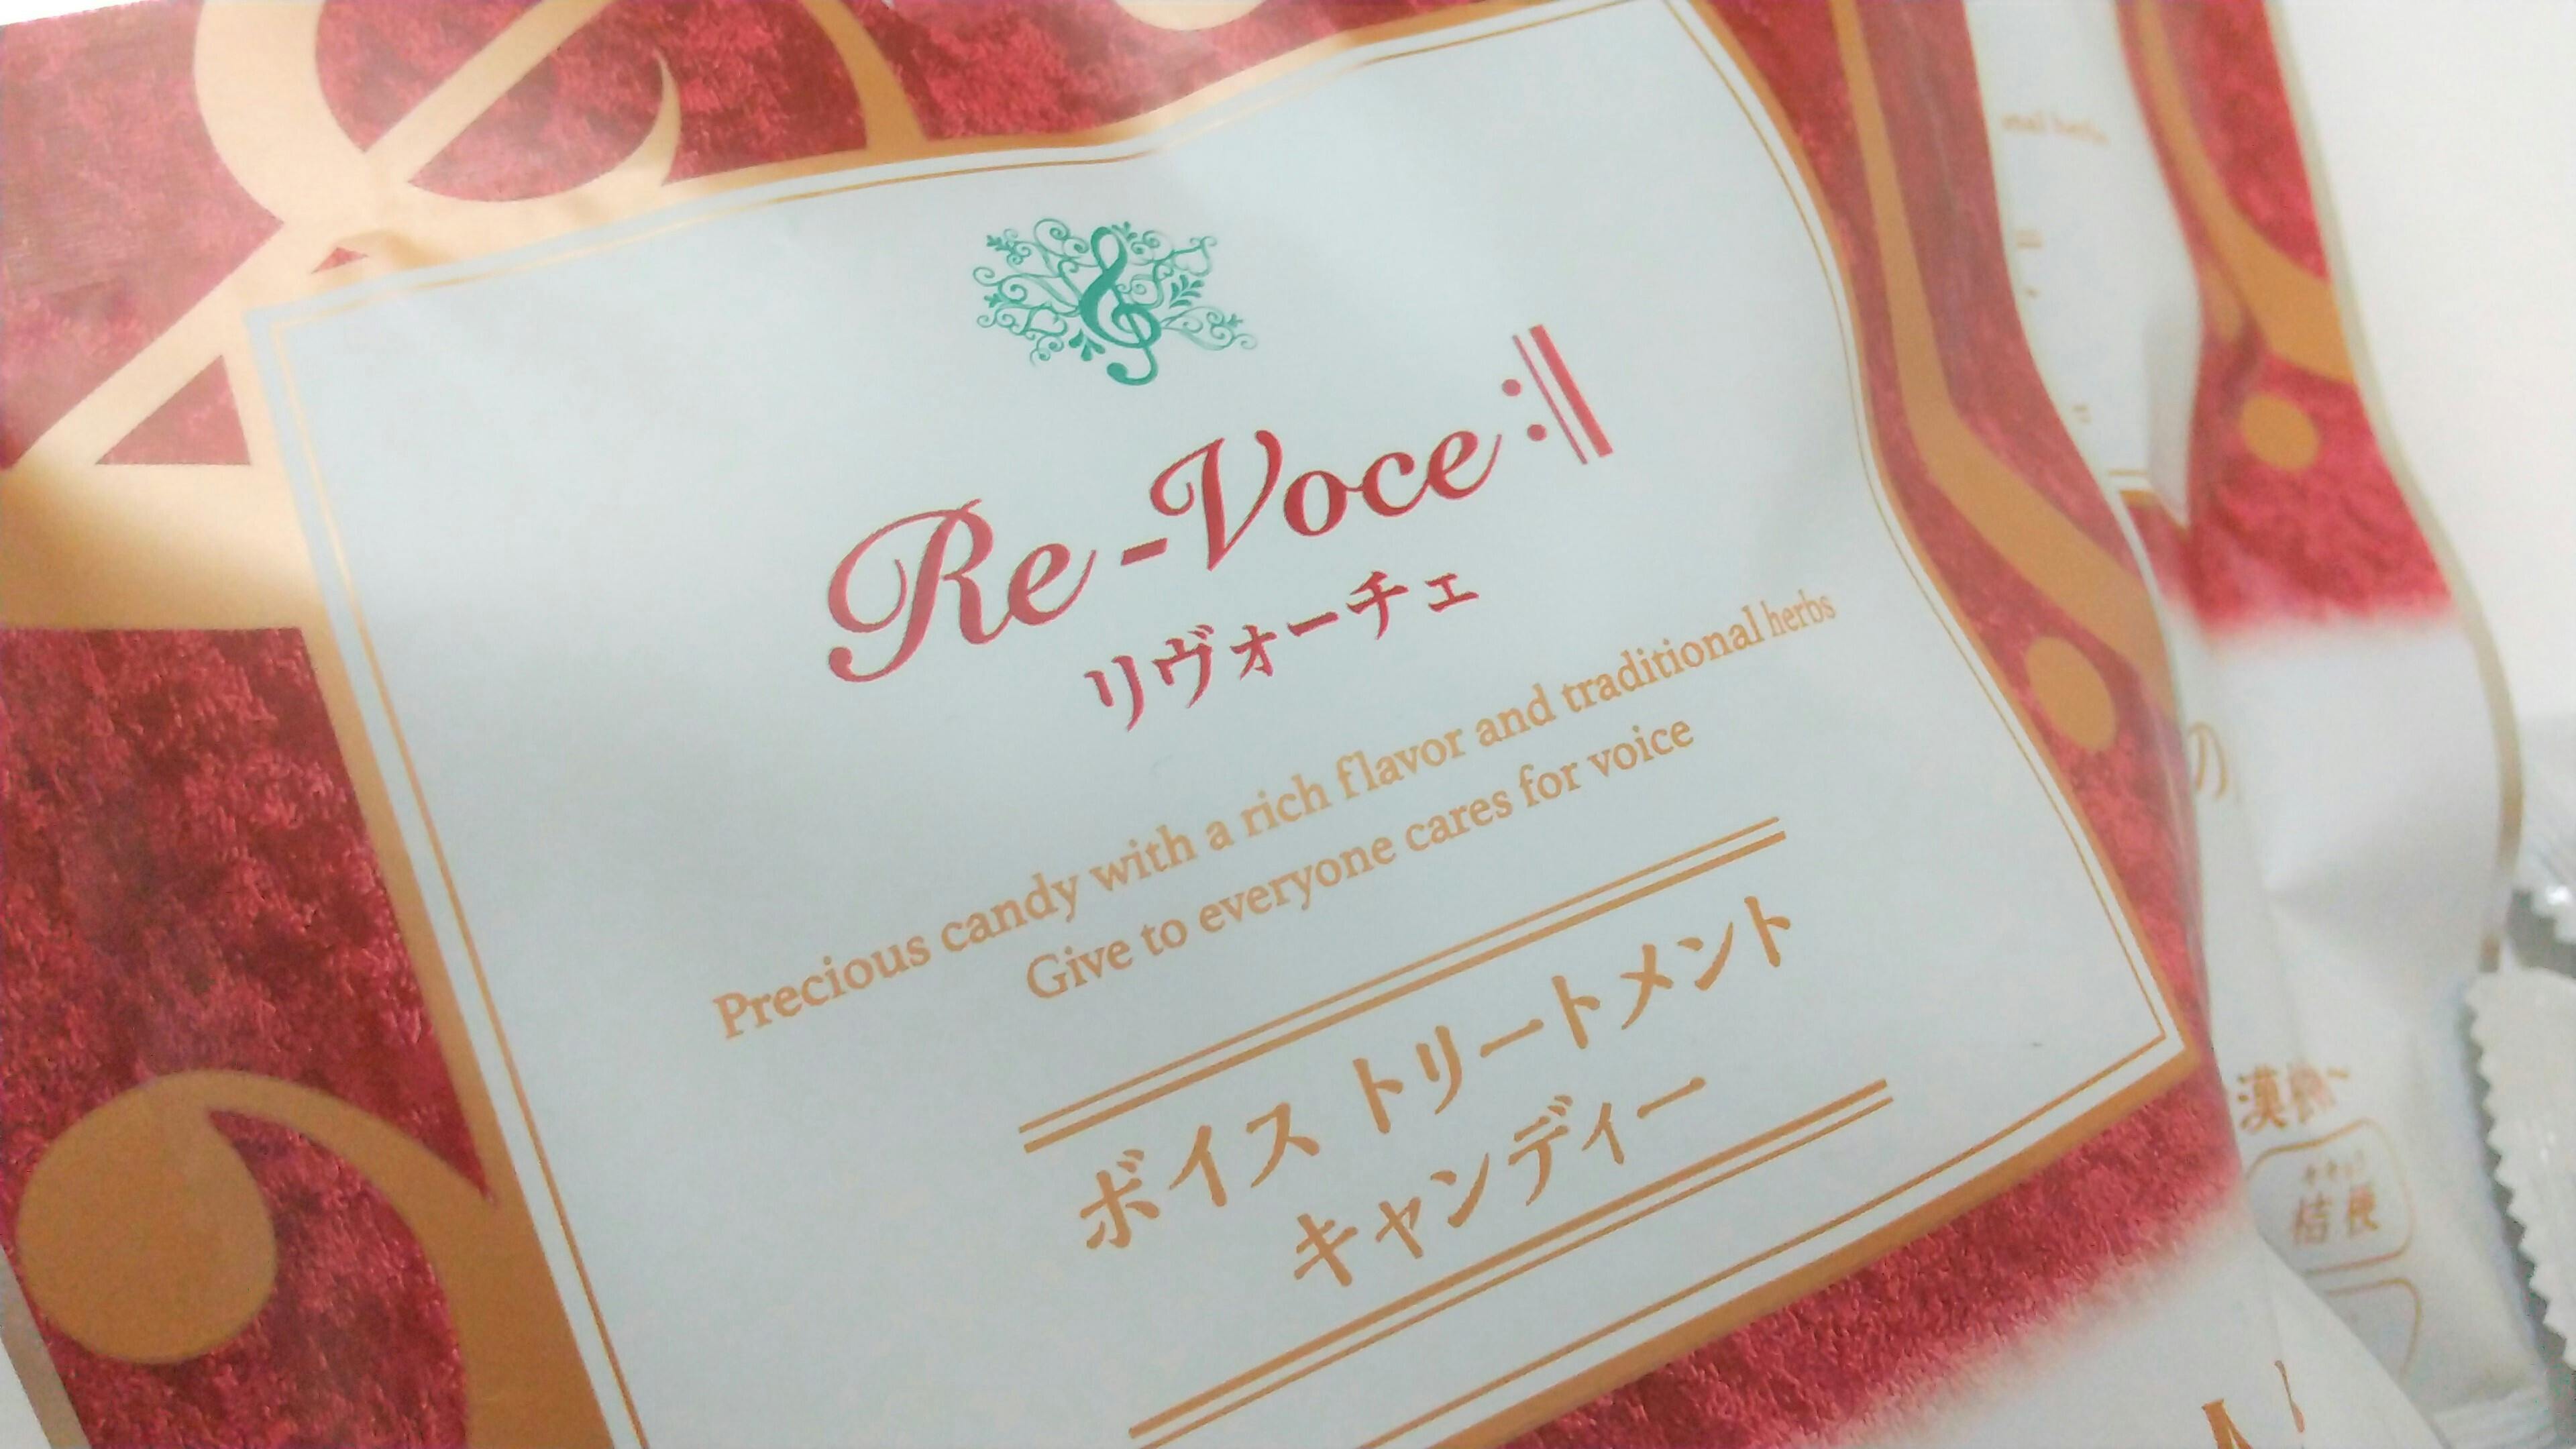 Re-Voce
リヴォーチェ
Precious candy with a rich flavor and traditional herbs
Give to everyone cares for voice
ボイス トリートメント
キャンディー
の
桔梗